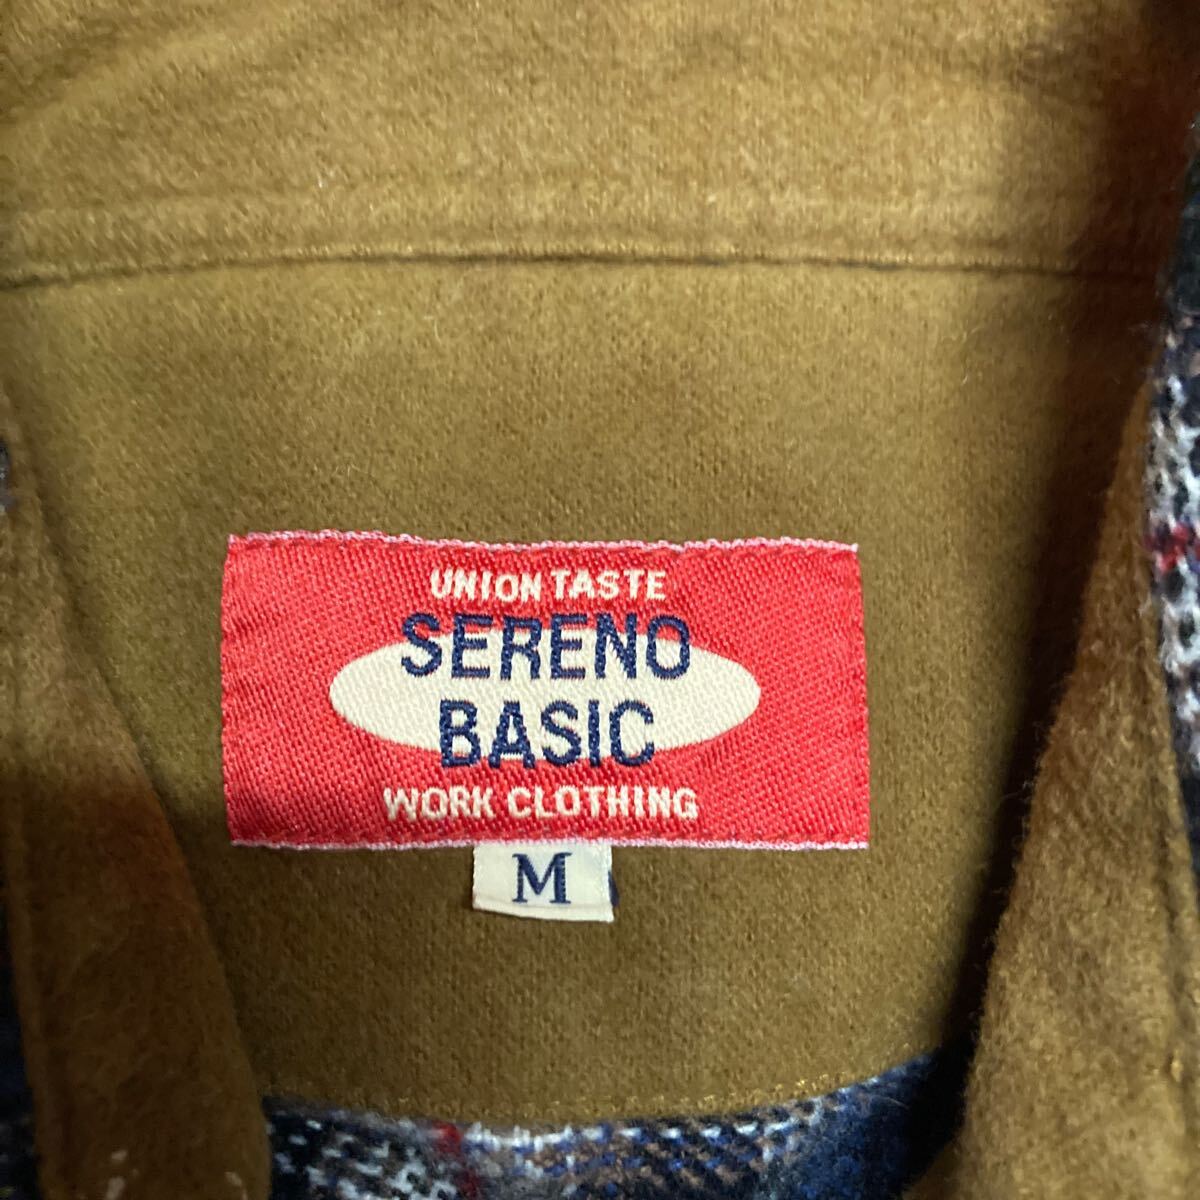 UNION TASTE
SERENO
BASIC
WORK CLOTHING
M